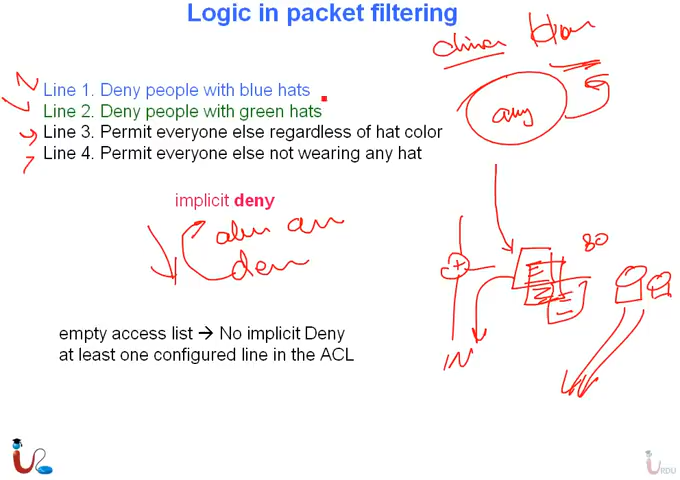 Logic in packet filtering
Line 1. Deny people with blue hats
Line 2. Deny people with green hats
Line 3. Permit everyone else regardless of hat color
Line 4. Permit everyone else not wearing any hat
any
implicit deny
80
IN
empty access list → No implicit Deny
at least one configured line in the ACL
URDU